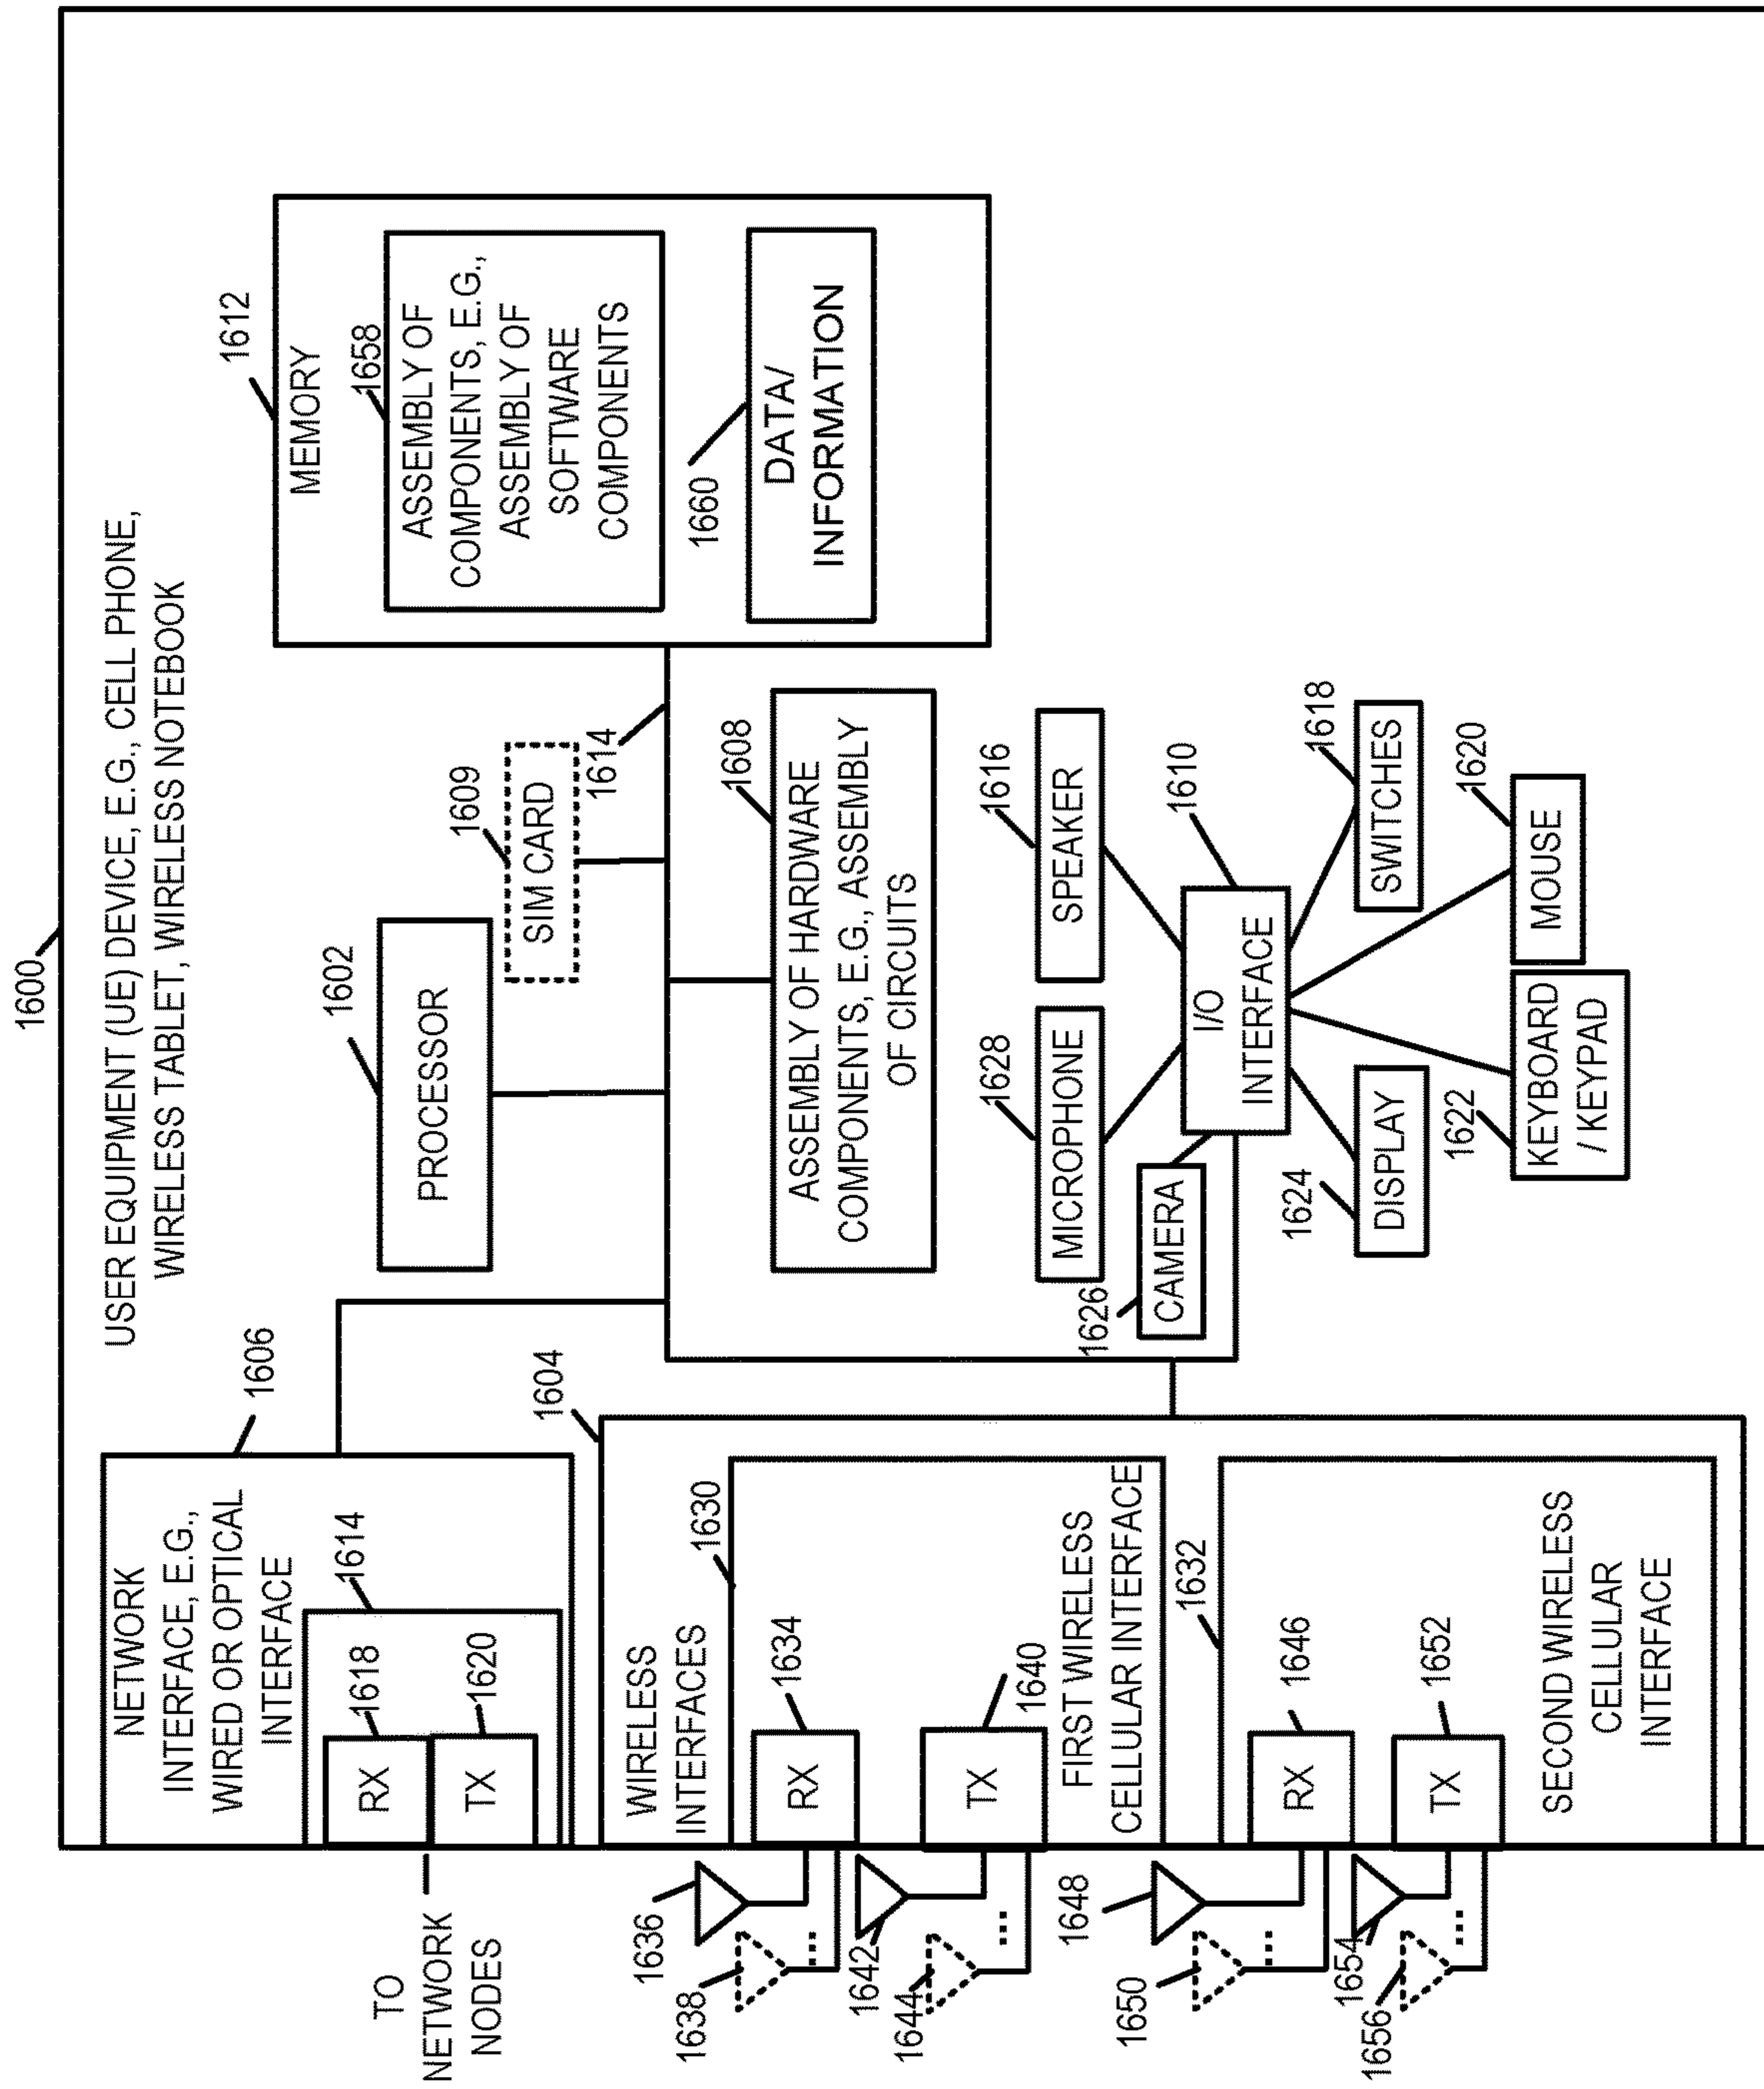 1600
USER EQUIPMENT (UE) DEVICE, E.G., CELL PHONE,
WIRELESS TABLET, WIRELESS NOTEBOOK
1606
NETWORK
INTERFACE, E.G.,
WIRED OR OPTICAL
INTERFACE
1614
1618
RX
1620
TX
TO
NETWORK
NODES
1602
PROCESSOR
1609
SIM CARD
1614
1612
MEMORY
1658
ASSEMBLY OF
COMPONENTS, E.G.,
ASSEMBLY OF
SOFTWARE
COMPONENTS
1660
DATA/
INFORMATION
1608
ASSEMBLY OF HARDWARE
COMPONENTS, E.G., ASSEMBLY
OF CIRCUITS
1604
WIRELESS
INTERFACES
1630
1634
RX
1640
TX
FIRST WIRELESS
CELLULAR INTERFACE
1636
1638
...
1642
1644
...
1632
1646
RX
1652
TX
SECOND WIRELESS
CELLULAR
INTERFACE
1648
1650
...
1654
1656
...
1628
MICROPHONE
1616
SPEAKER
1626
CAMERA
1610
I/O
INTERFACE
1624
DISPLAY
1618
SWITCHES
1622
KEYBOARD
/ KEYPAD
1620
MOUSE